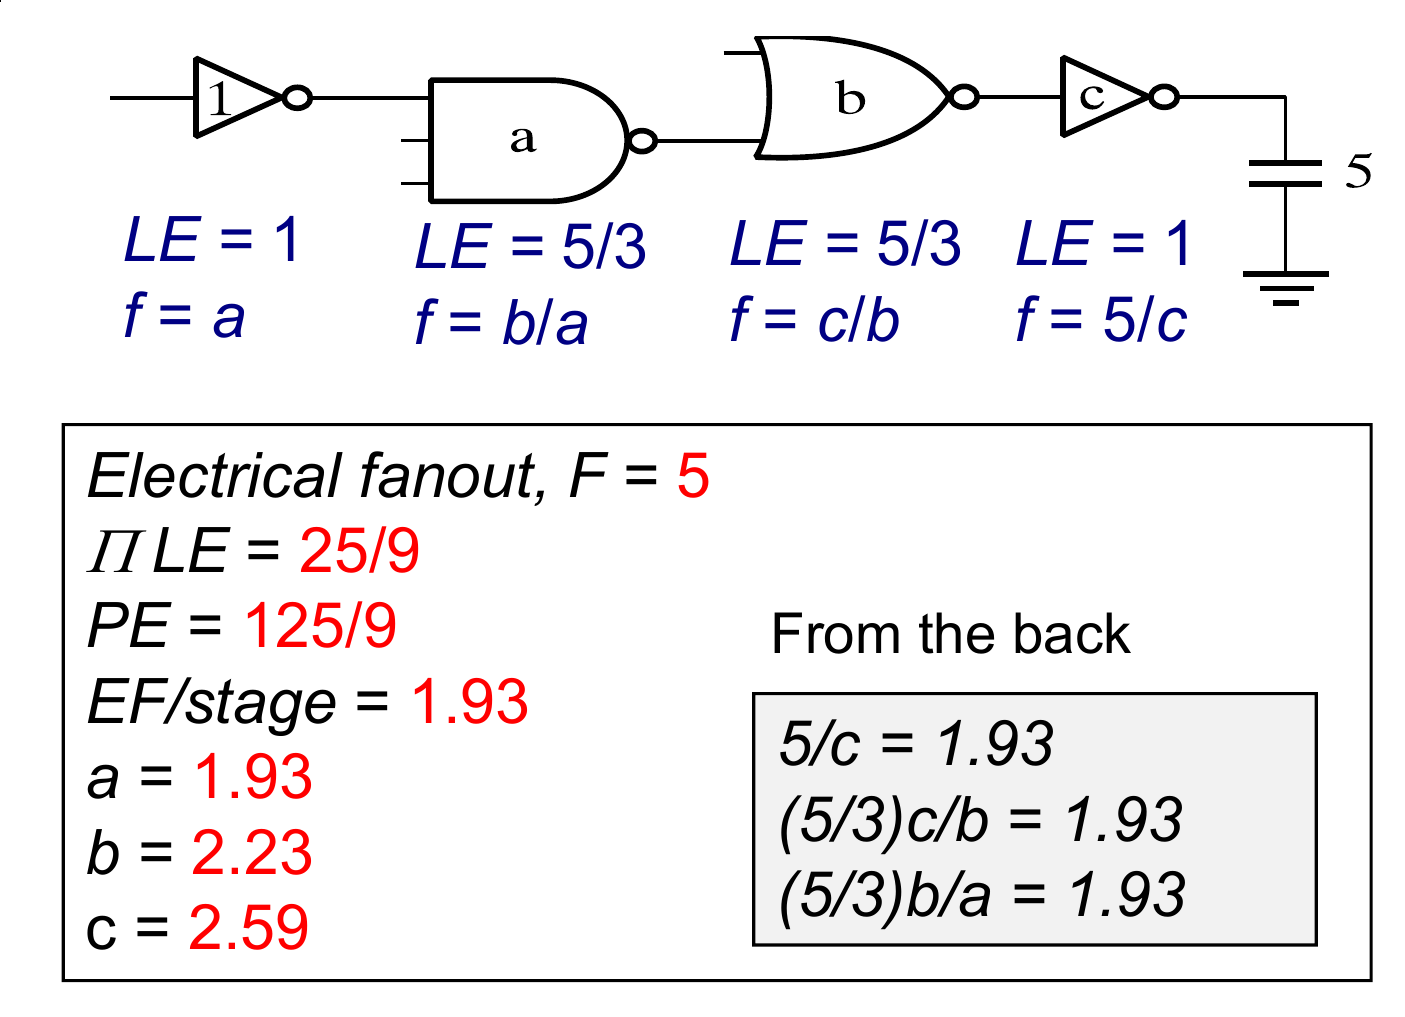 1
a
b
c
5
LE = 1
f = a
LE = 5/3
f = b/a
LE = 5/3
f = c/b
LE = 1
f = 5/c
Electrical fanout, F = 5
Π LE = 25/9
PE = 125/9
EF/stage = 1.93
a = 1.93
b = 2.23
c = 2.59
From the back
5/c = 1.93
(5/3)c/b = 1.93
(5/3)b/a = 1.93